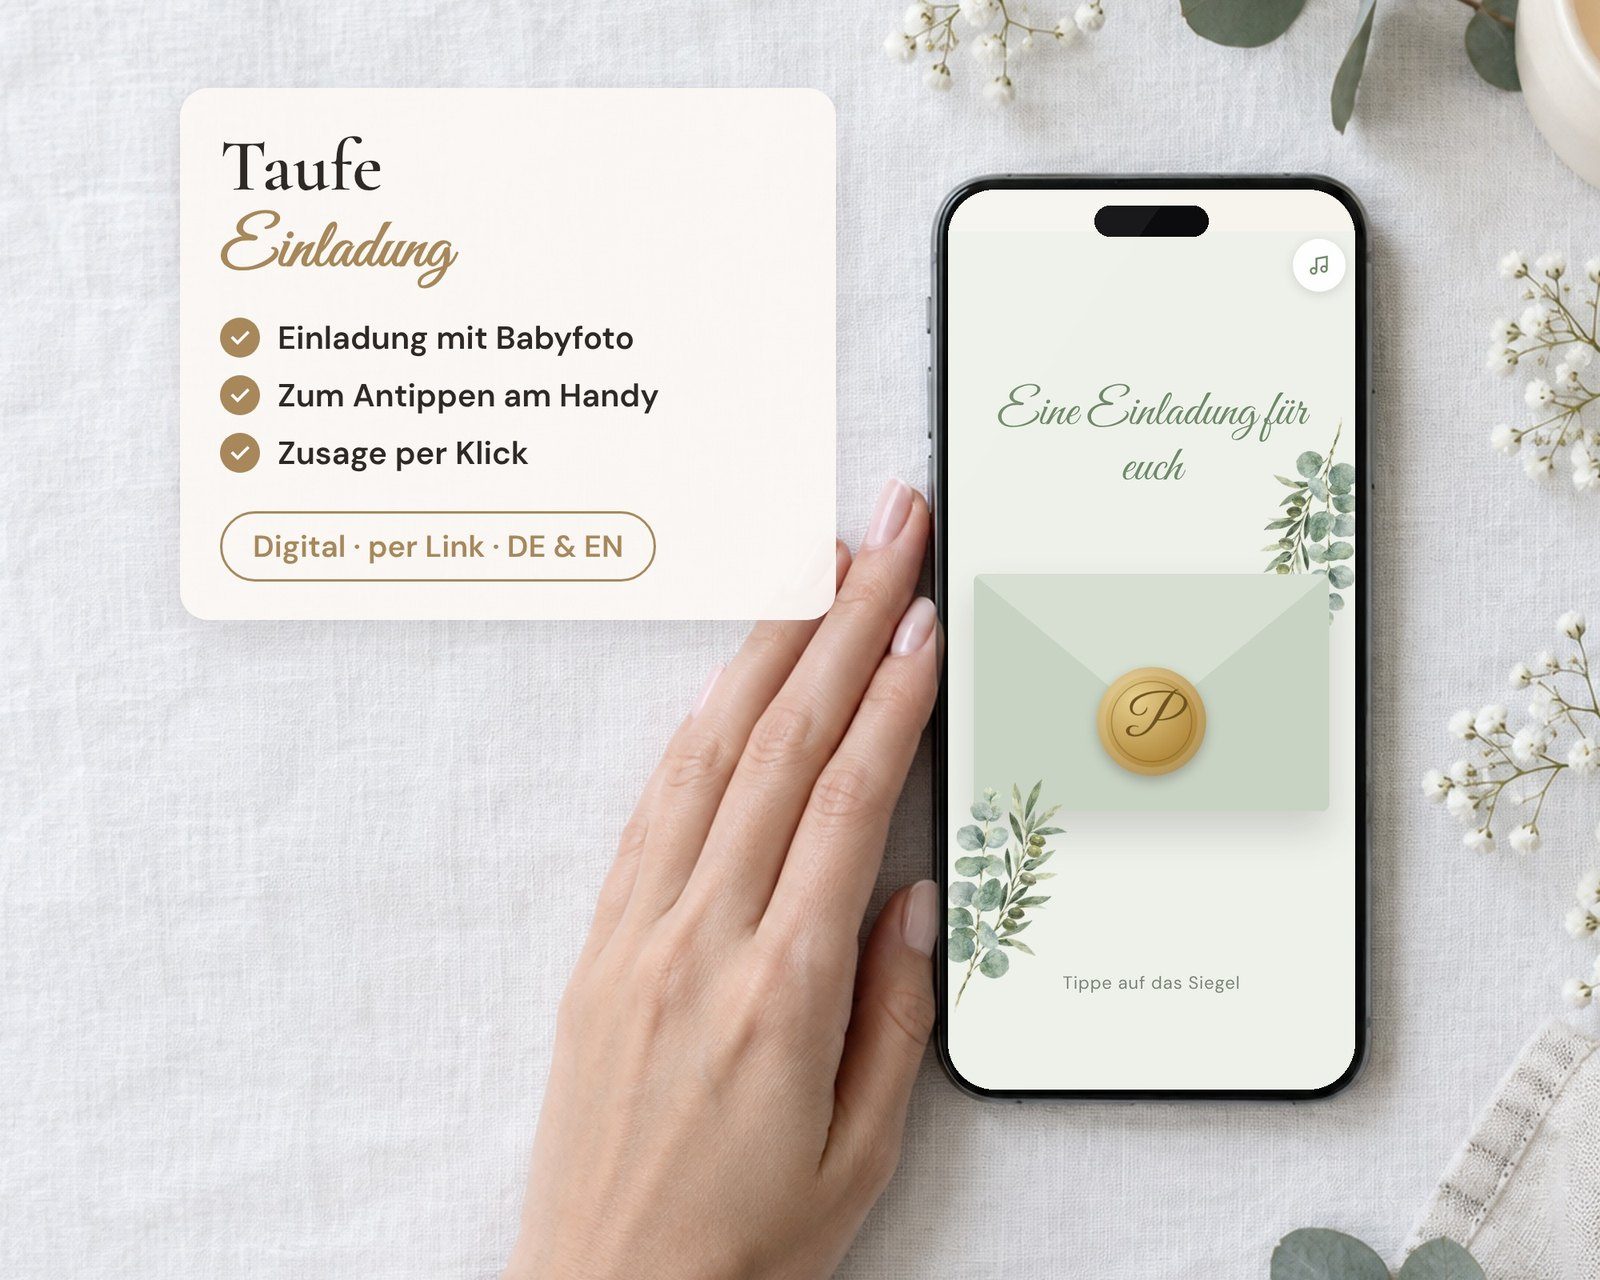 Taufe
Einladung
Einladung mit Babyfoto
Zum Antippen am Handy
Zusage per Klick
Digital · per Link · DE & EN
Eine Einladung für
euch
P
Tippe auf das Siegel